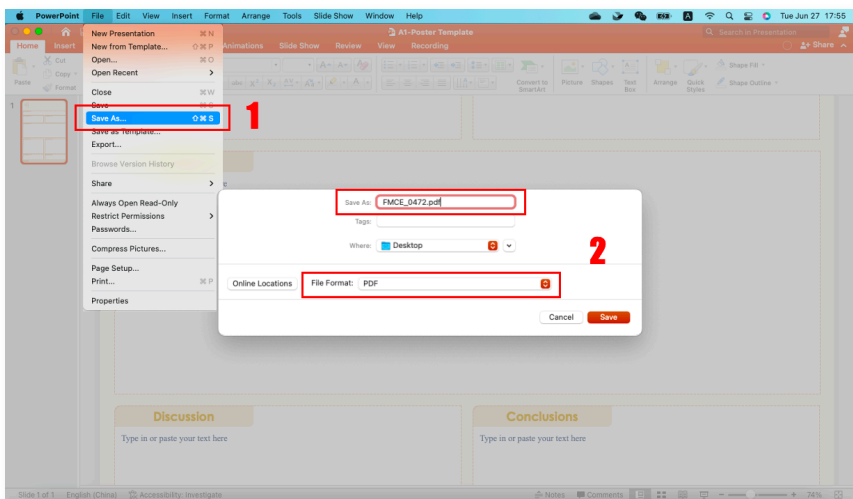 PowerPoint File Edit View Insert Format Arrange Tools Slide Show Window Help Tue Jun 27 17:55
A1-Poster Template
Search in Presentation
Home Insert Animations Slide Show Review View Recording Share
New Presentation ⌘N
New from Template... ⇧⌘P
Open... ⌘O
Open Recent >
Close ⌘W
Save
Save As... ⇧⌘S
Save as Template...
Export...
Browse Version History
Share >
Always Open Read-Only
Restrict Permissions >
Passwords...
Compress Pictures...
Page Setup...
Print... ⌘P
Properties
Paste
Cut
Copy
Format
Convert to SmartArt
Picture
Shapes
Text Box
Arrange
Quick Styles
Shape Fill
Shape Outline
1
1
Save As: FMCE_0472.pdf
Tags:
Where: Desktop
2
Online Locations File Format: PDF
Cancel Save
Discussion
Type in or paste your text here
Conclusions
Type in or paste your text here
Slide 1 of 1 English (China) Accessibility: Investigate Notes Comments 74%